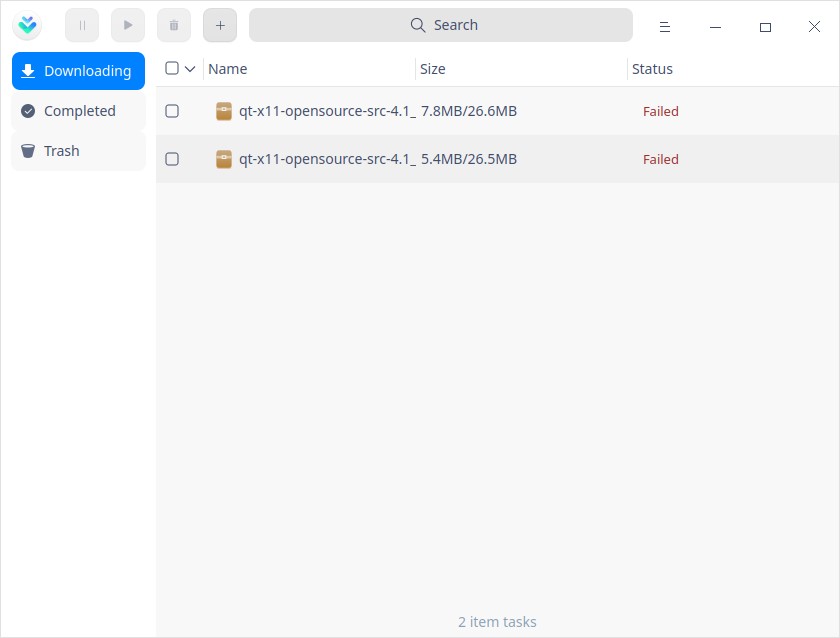 Search
Downloading
Completed
Trash
Name Size Status
qt-x11-opensource-src-4.1_ 7.8MB/26.6MB Failed
qt-x11-opensource-src-4.1_ 5.4MB/26.5MB Failed
2 item tasks